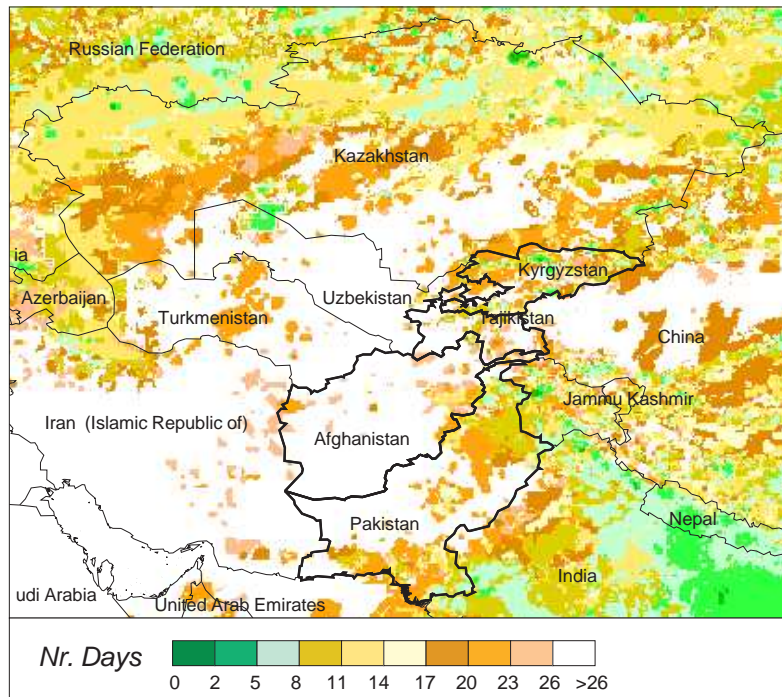 Russian Federation
Kazakhstan
ia
Kyrgyzstan
Azerbaijan
Uzbekistan
Turkmenistan
Tajikistan
China
Jammu Kashmir
Iran (Islamic Republic of)
Afghanistan
Pakistan
Nepal
India
udi Arabia
United Arab Emirates
Nr. Days
0 2 5 8 11 14 17 20 23 26 >26